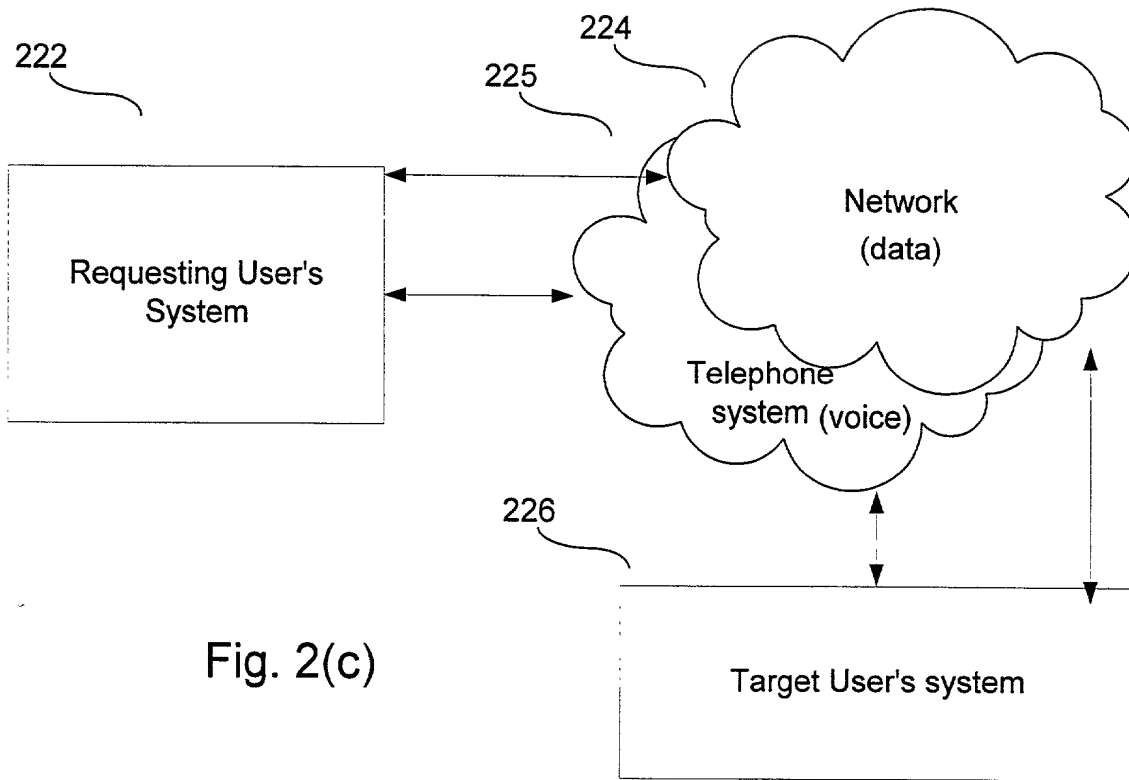 224
222
225
Network
(data)
Requesting User's
System
Telephone
system (voice)
226
Fig. 2(c)
Target User's system